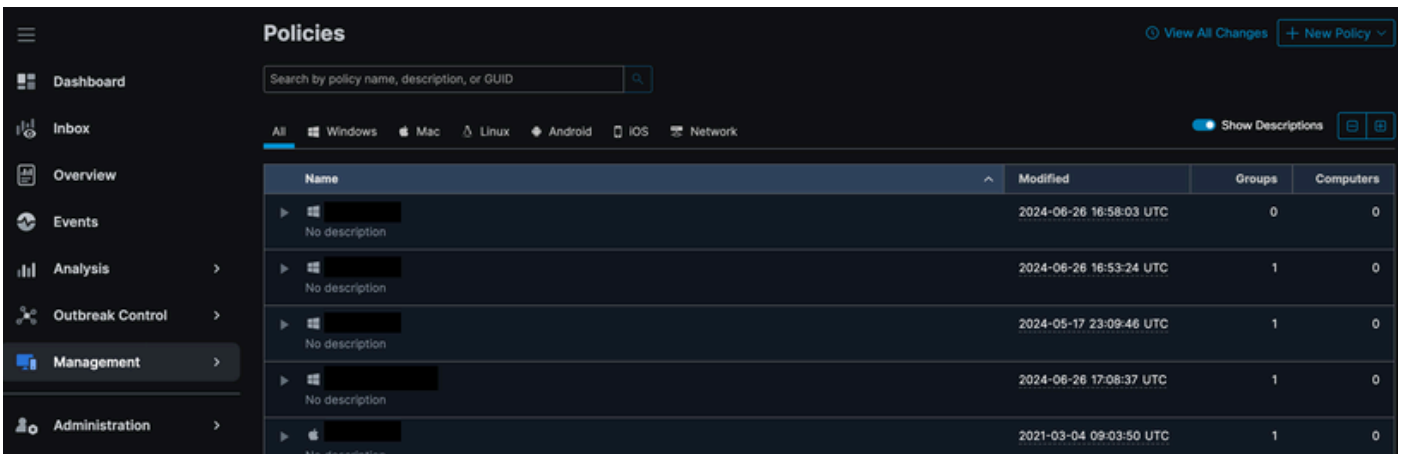 Policies
View All Changes
+ New Policy
Search by policy name, description, or GUID
Dashboard
Inbox
Overview
Events
Analysis
Outbreak Control
Management
Administration
All Windows Mac Linux Android iOS Network
Show Descriptions
Name Modified Groups Computers
2024-06-26 16:58:03 UTC 0 0
No description
2024-06-26 16:53:24 UTC 1 0
No description
2024-05-17 23:09:46 UTC 1 0
No description
2024-06-26 17:08:37 UTC 1 0
No description
2021-03-04 09:03:50 UTC 1 0
No description